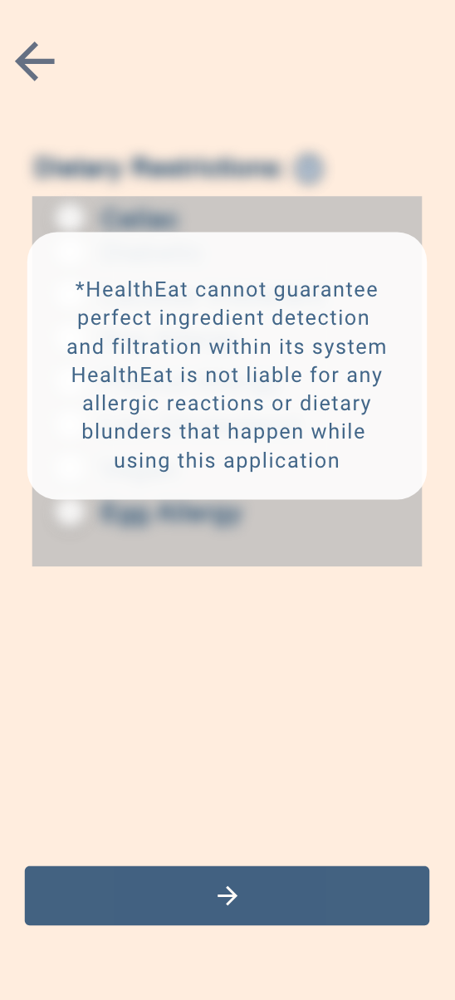 Dietary Restrictions
Celiac
*HealthEat cannot guarantee
perfect ingredient detection
and filtration within its system
HealthEat is not liable for any
allergic reactions or dietary
blunders that happen while
using this application
Egg Allergy